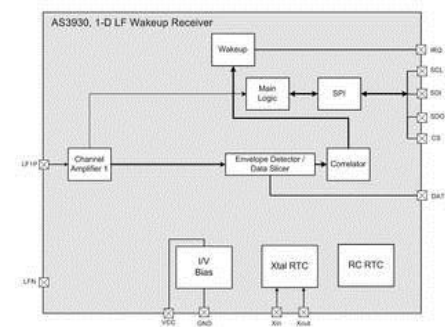 AS3930, 1-D LF Wakeup Receiver
Wakeup
IRQ
SCL
Main
Logic
SPI
SDI
SDO
CS
LF1P
Channel
Amplifier 1
Envelope Detector /
Data Slicer
Correlator
DAT
I/V
Bias
Xtal RTC
RC RTC
LFN
VCC
GND
Xin
Xout